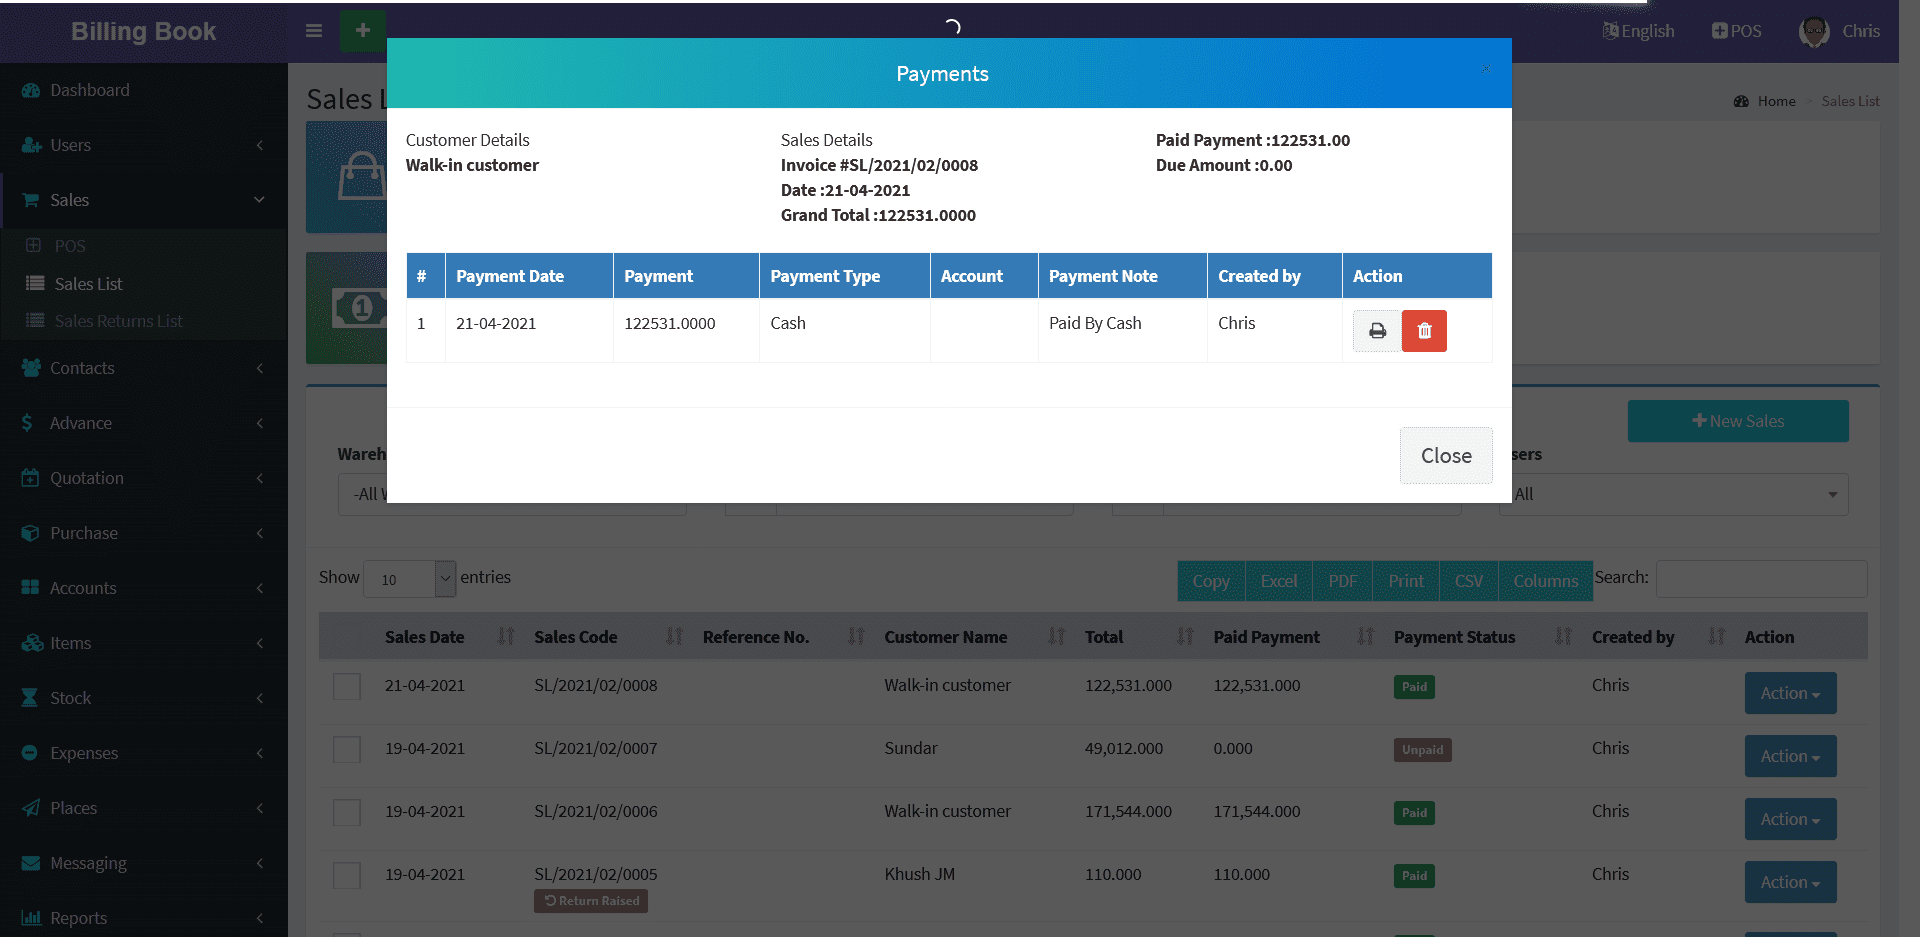 Billing Book
English
POS
Chris
Payments
Dashboard
Users
Sales
POS
Sales List
Sales Returns List
Contacts
Advance
Quotation
Purchase
Accounts
Items
Stock
Expenses
Places
Messaging
Reports
Sales
Home > Sales List
Customer Details
Walk-in customer
Sales Details
Invoice #SL/2021/02/0008
Date :21-04-2021
Grand Total :122531.0000
Paid Payment :122531.00
Due Amount :0.00
# Payment Date Payment Payment Type Account Payment Note Created by Action
1 21-04-2021 122531.0000 Cash Paid By Cash Chris
Close
New Sales
-All
All
Show 10 entries
Copy Excel PDF Print CSV Columns Search:
Sales Date Sales Code Reference No. Customer Name Total Paid Payment Payment Status Created by Action
21-04-2021 SL/2021/02/0008 Walk-in customer 122,531.000 122,531.000 Paid Chris Action
19-04-2021 SL/2021/02/0007 Sundar 49,012.000 0.000 Unpaid Chris Action
19-04-2021 SL/2021/02/0006 Walk-in customer 171,544.000 171,544.000 Paid Chris Action
19-04-2021 SL/2021/02/0005 Khush JM 110.000 110.000 Paid Chris Action
Return Raised